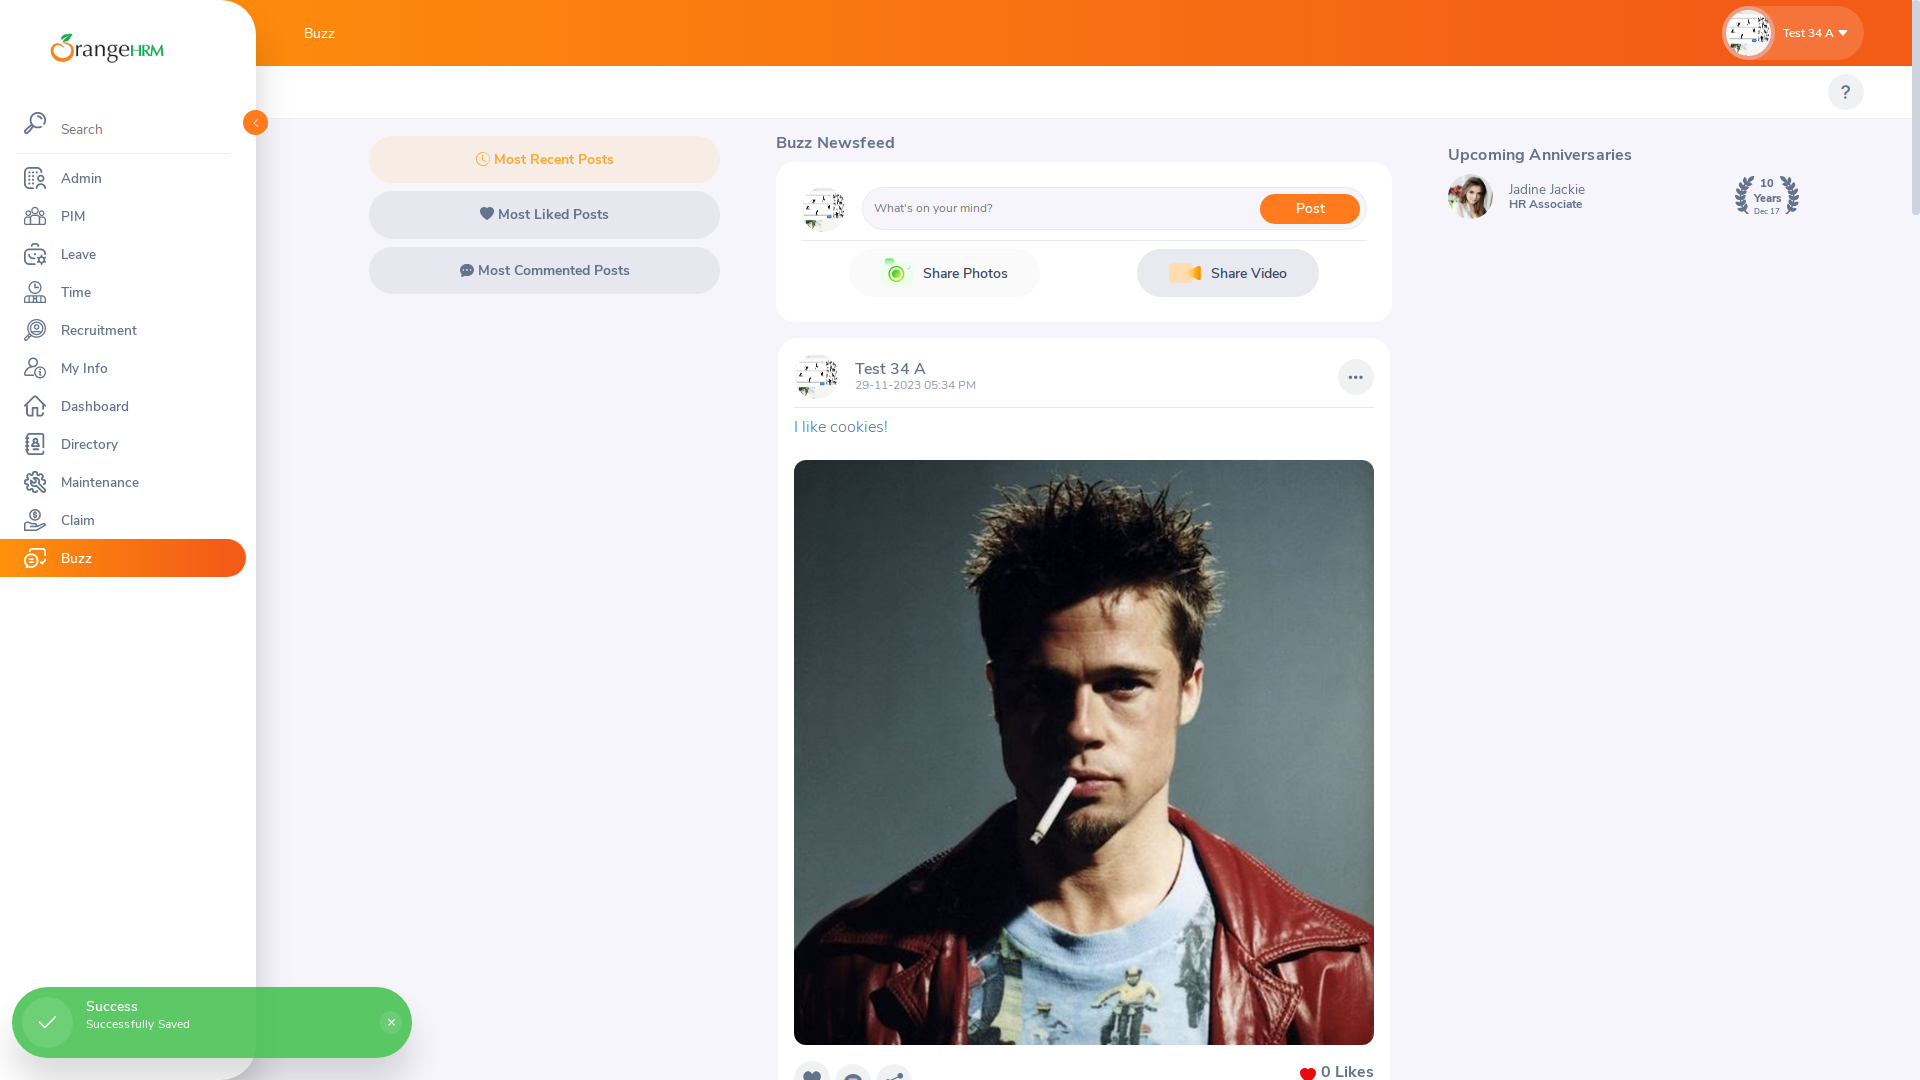 OrangeHRM
Buzz
Test 34 A
?
Search
Admin
PIM
Leave
Time
Recruitment
My Info
Dashboard
Directory
Maintenance
Claim
Buzz
Most Recent Posts
Most Liked Posts
Most Commented Posts
Buzz Newsfeed
What's on your mind?
Post
Share Photos
Share Video
Test 34 A
29-11-2023 05:34 PM
I like cookies!
0 Likes
Upcoming Anniversaries
Jadine Jackie
HR Associate
10
Years
Dec 17
Success
Successfully Saved